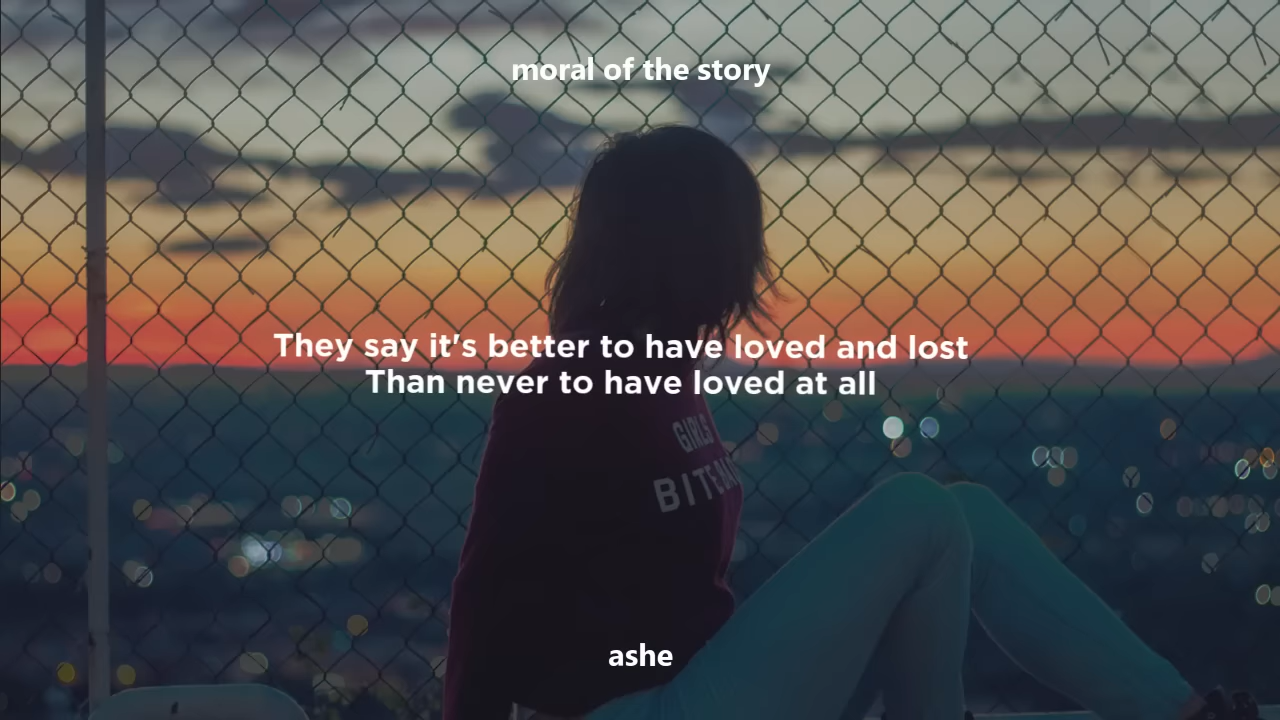 moral of the story
They say it's better to have loved and lost
Than never to have loved at all
GIRLS
ashe